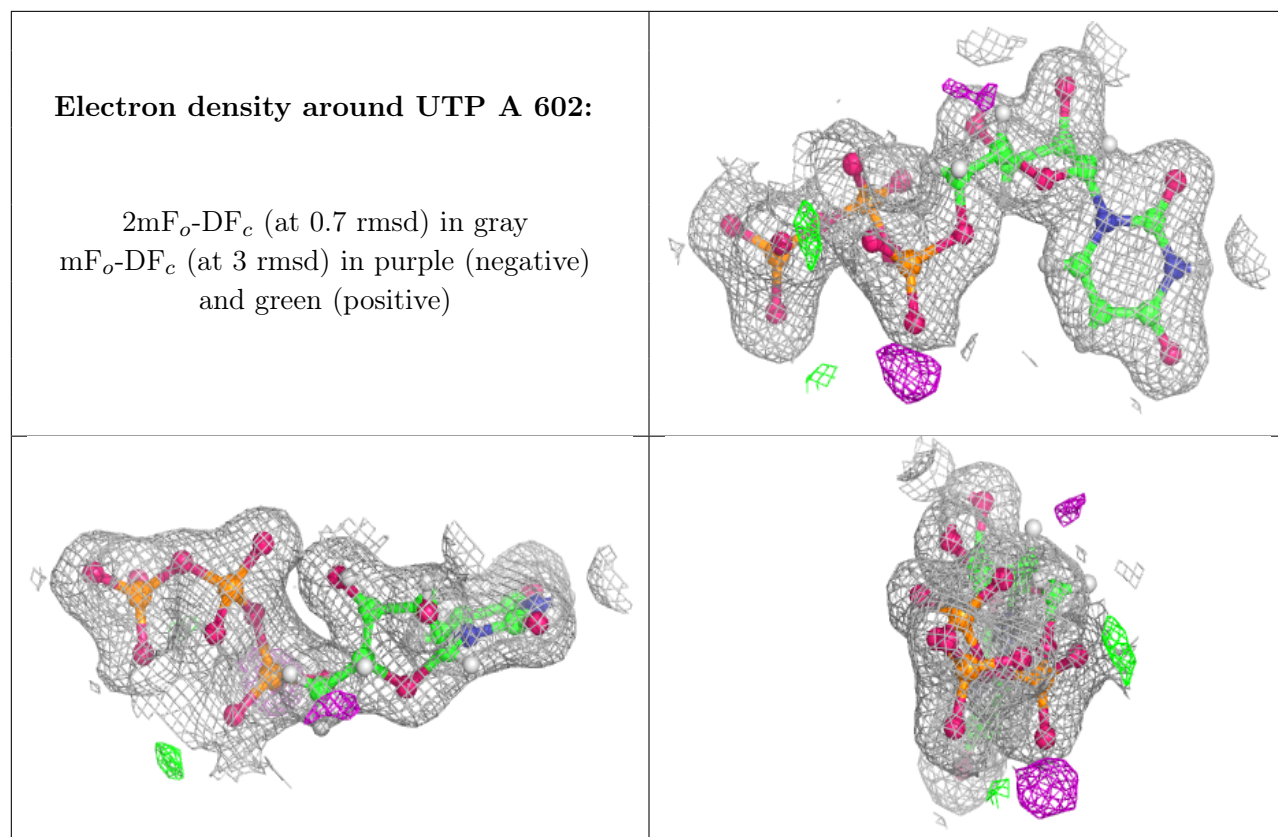 Electron density around UTP A 602:
2mFo-DFc (at 0.7 rmsd) in gray
mFo-DFc (at 3 rmsd) in purple (negative)
and green (positive)